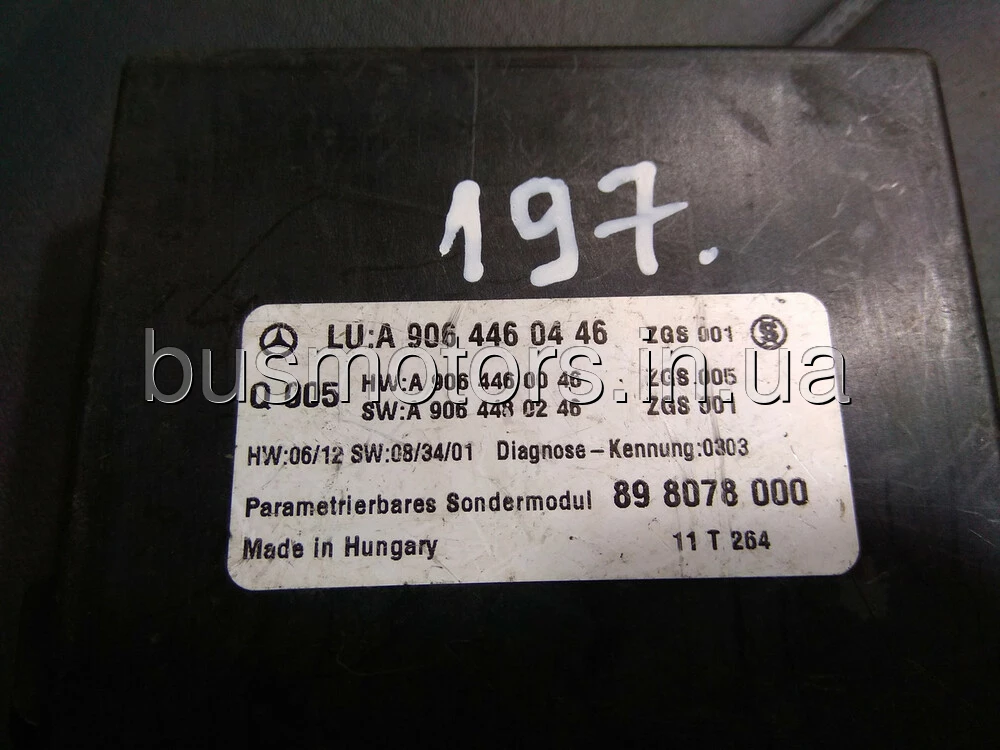 197.
LU:A 906 446 04 46 ZGS 001
busmotors.in.ua
Q 005 HW:A 906 446 00 46 ZGS 005
SW:A 906 448 02 46 ZGS 001
HW:06/12 SW:08/34/01 Diagnose-Kennung:0303
Parametrierbares Sondermodul 89 8078 000
Made in Hungary 11 T 264